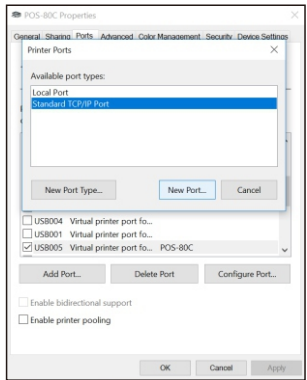 POS-80C Properties
General Sharing Ports Advanced Color Management Security Device Settings
Printer Ports
Available port types:
Local Port
Standard TCP/IP Port
New Port Type... New Port... Cancel
USB004 Virtual printer port fo...
USB001 Virtual printer port fo...
USB005 Virtual printer port fo... POS-80C
Add Port... Delete Port Configure Port...
Enable bidirectional support
Enable printer pooling
OK Cancel Apply